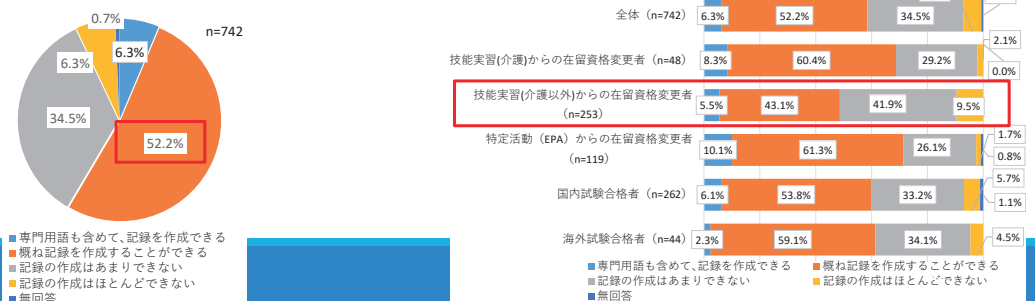 0.7%
n=742
6.3%
6.3%
34.5%
52.2%
■専門用語も含めて、記録を作成できる
■概ね記録を作成することができる
■記録の作成はあまりできない
■記録の作成はほとんどできない
■無回答
全体（n=742） 6.3% 52.2% 34.5%
技能実習(介護)からの在留資格変更者（n=48） 8.3% 60.4% 29.2% 2.1% 0.0%
技能実習(介護以外)からの在留資格変更者
（n=253） 5.5% 43.1% 41.9% 9.5%
特定活動（EPA）からの在留資格変更者
（n=119） 10.1% 61.3% 26.1% 1.7% 0.8%
国内試験合格者（n=262） 6.1% 53.8% 33.2% 5.7% 1.1%
海外試験合格者（n=44） 2.3% 59.1% 34.1% 4.5%
■専門用語も含めて、記録を作成できる ■概ね記録を作成することができる
■記録の作成はあまりできない ■記録の作成はほとんどできない
■無回答